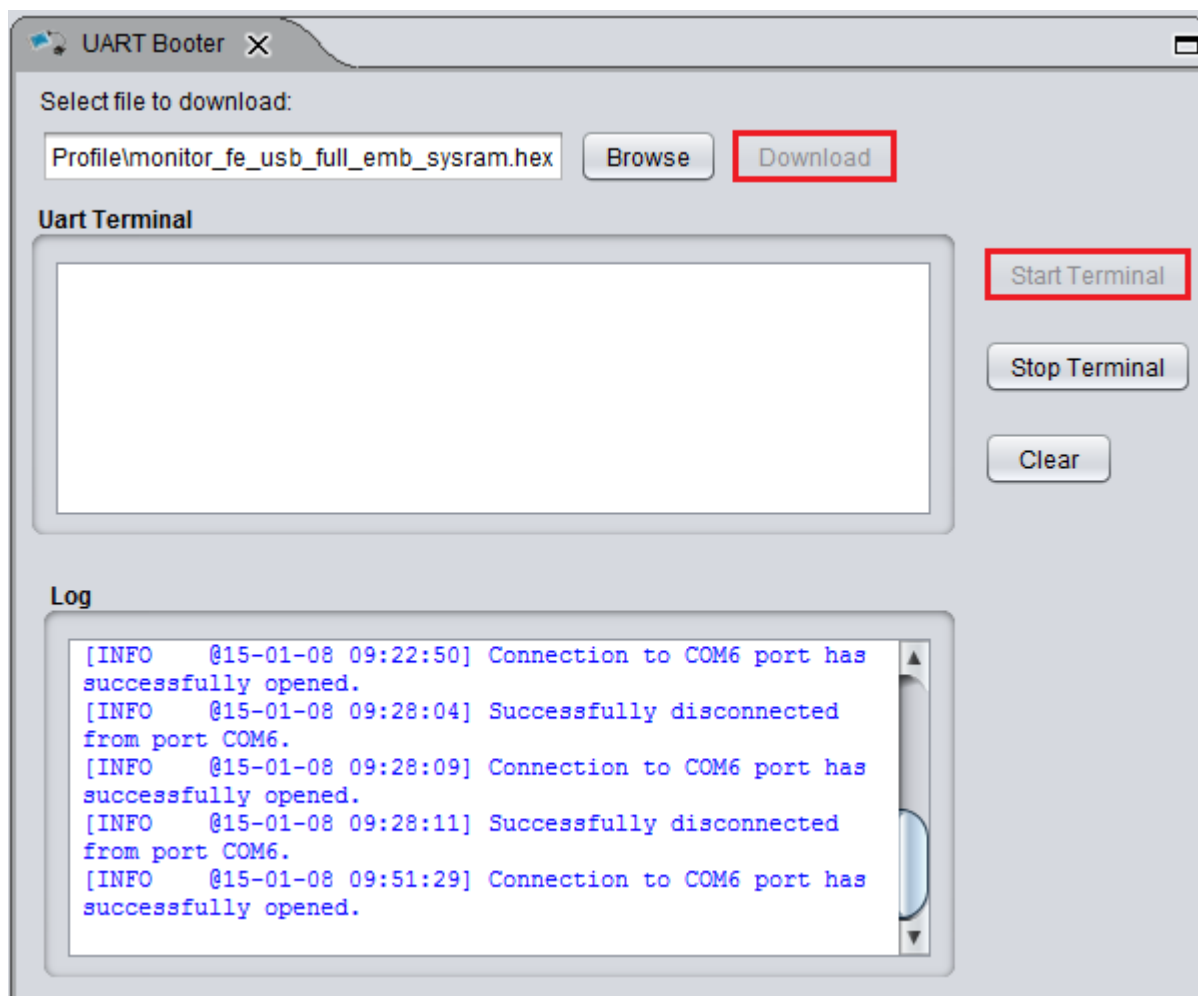 UART Booter
Select file to download:
Profile\monitor_fe_usb_full_emb_sysram.hex Browse Download
Uart Terminal
Start Terminal
Stop Terminal
Clear
Log
[INFO    @15-01-08 09:22:50] Connection to COM6 port has
successfully opened.
[INFO    @15-01-08 09:28:04] Successfully disconnected
from port COM6.
[INFO    @15-01-08 09:28:09] Connection to COM6 port has
successfully opened.
[INFO    @15-01-08 09:28:11] Successfully disconnected
from port COM6.
[INFO    @15-01-08 09:51:29] Connection to COM6 port has
successfully opened.